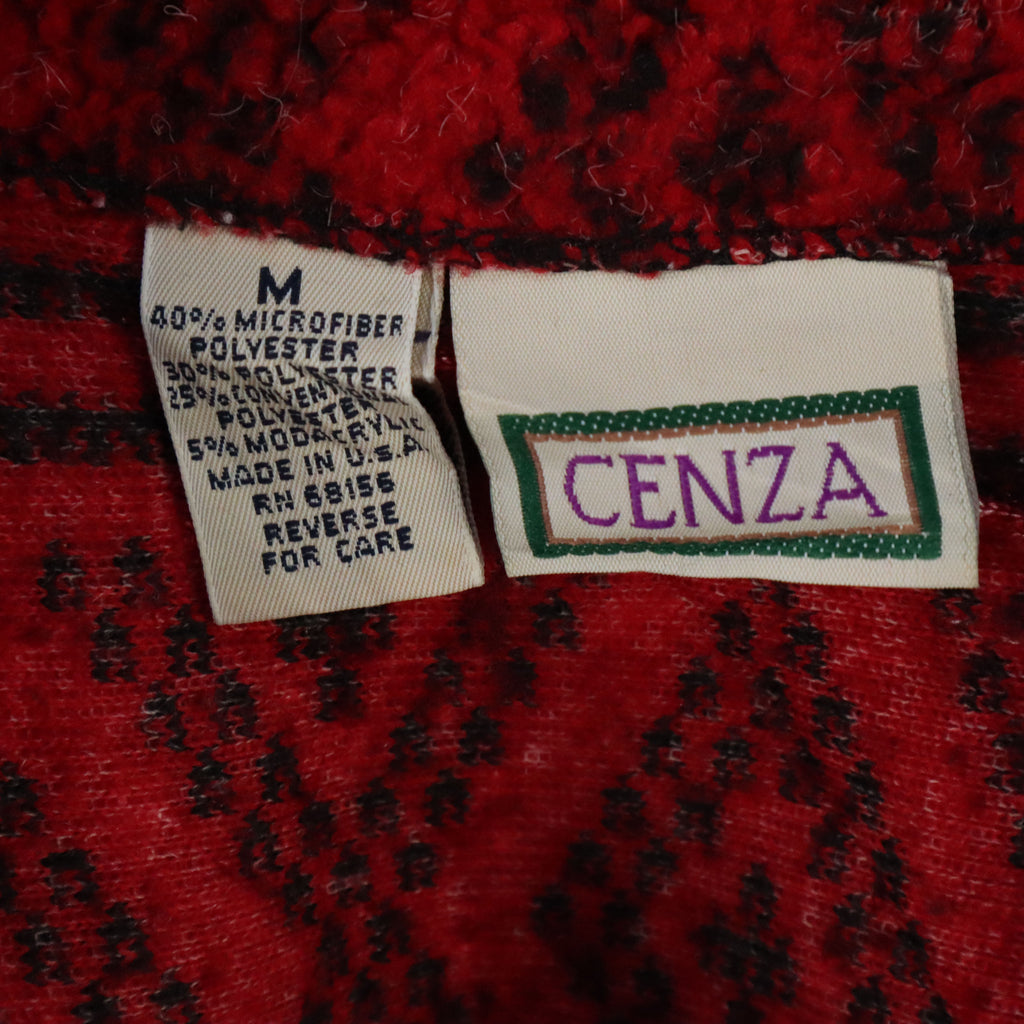 M
40% MICROFIBER
POLYESTER
30% POLYESTER
25% CONVENTIONAL
POLYESTER
5% MODACRYLIC
MADE IN U.S.A.
RN 68156
REVERSE
FOR CARE
CENZA